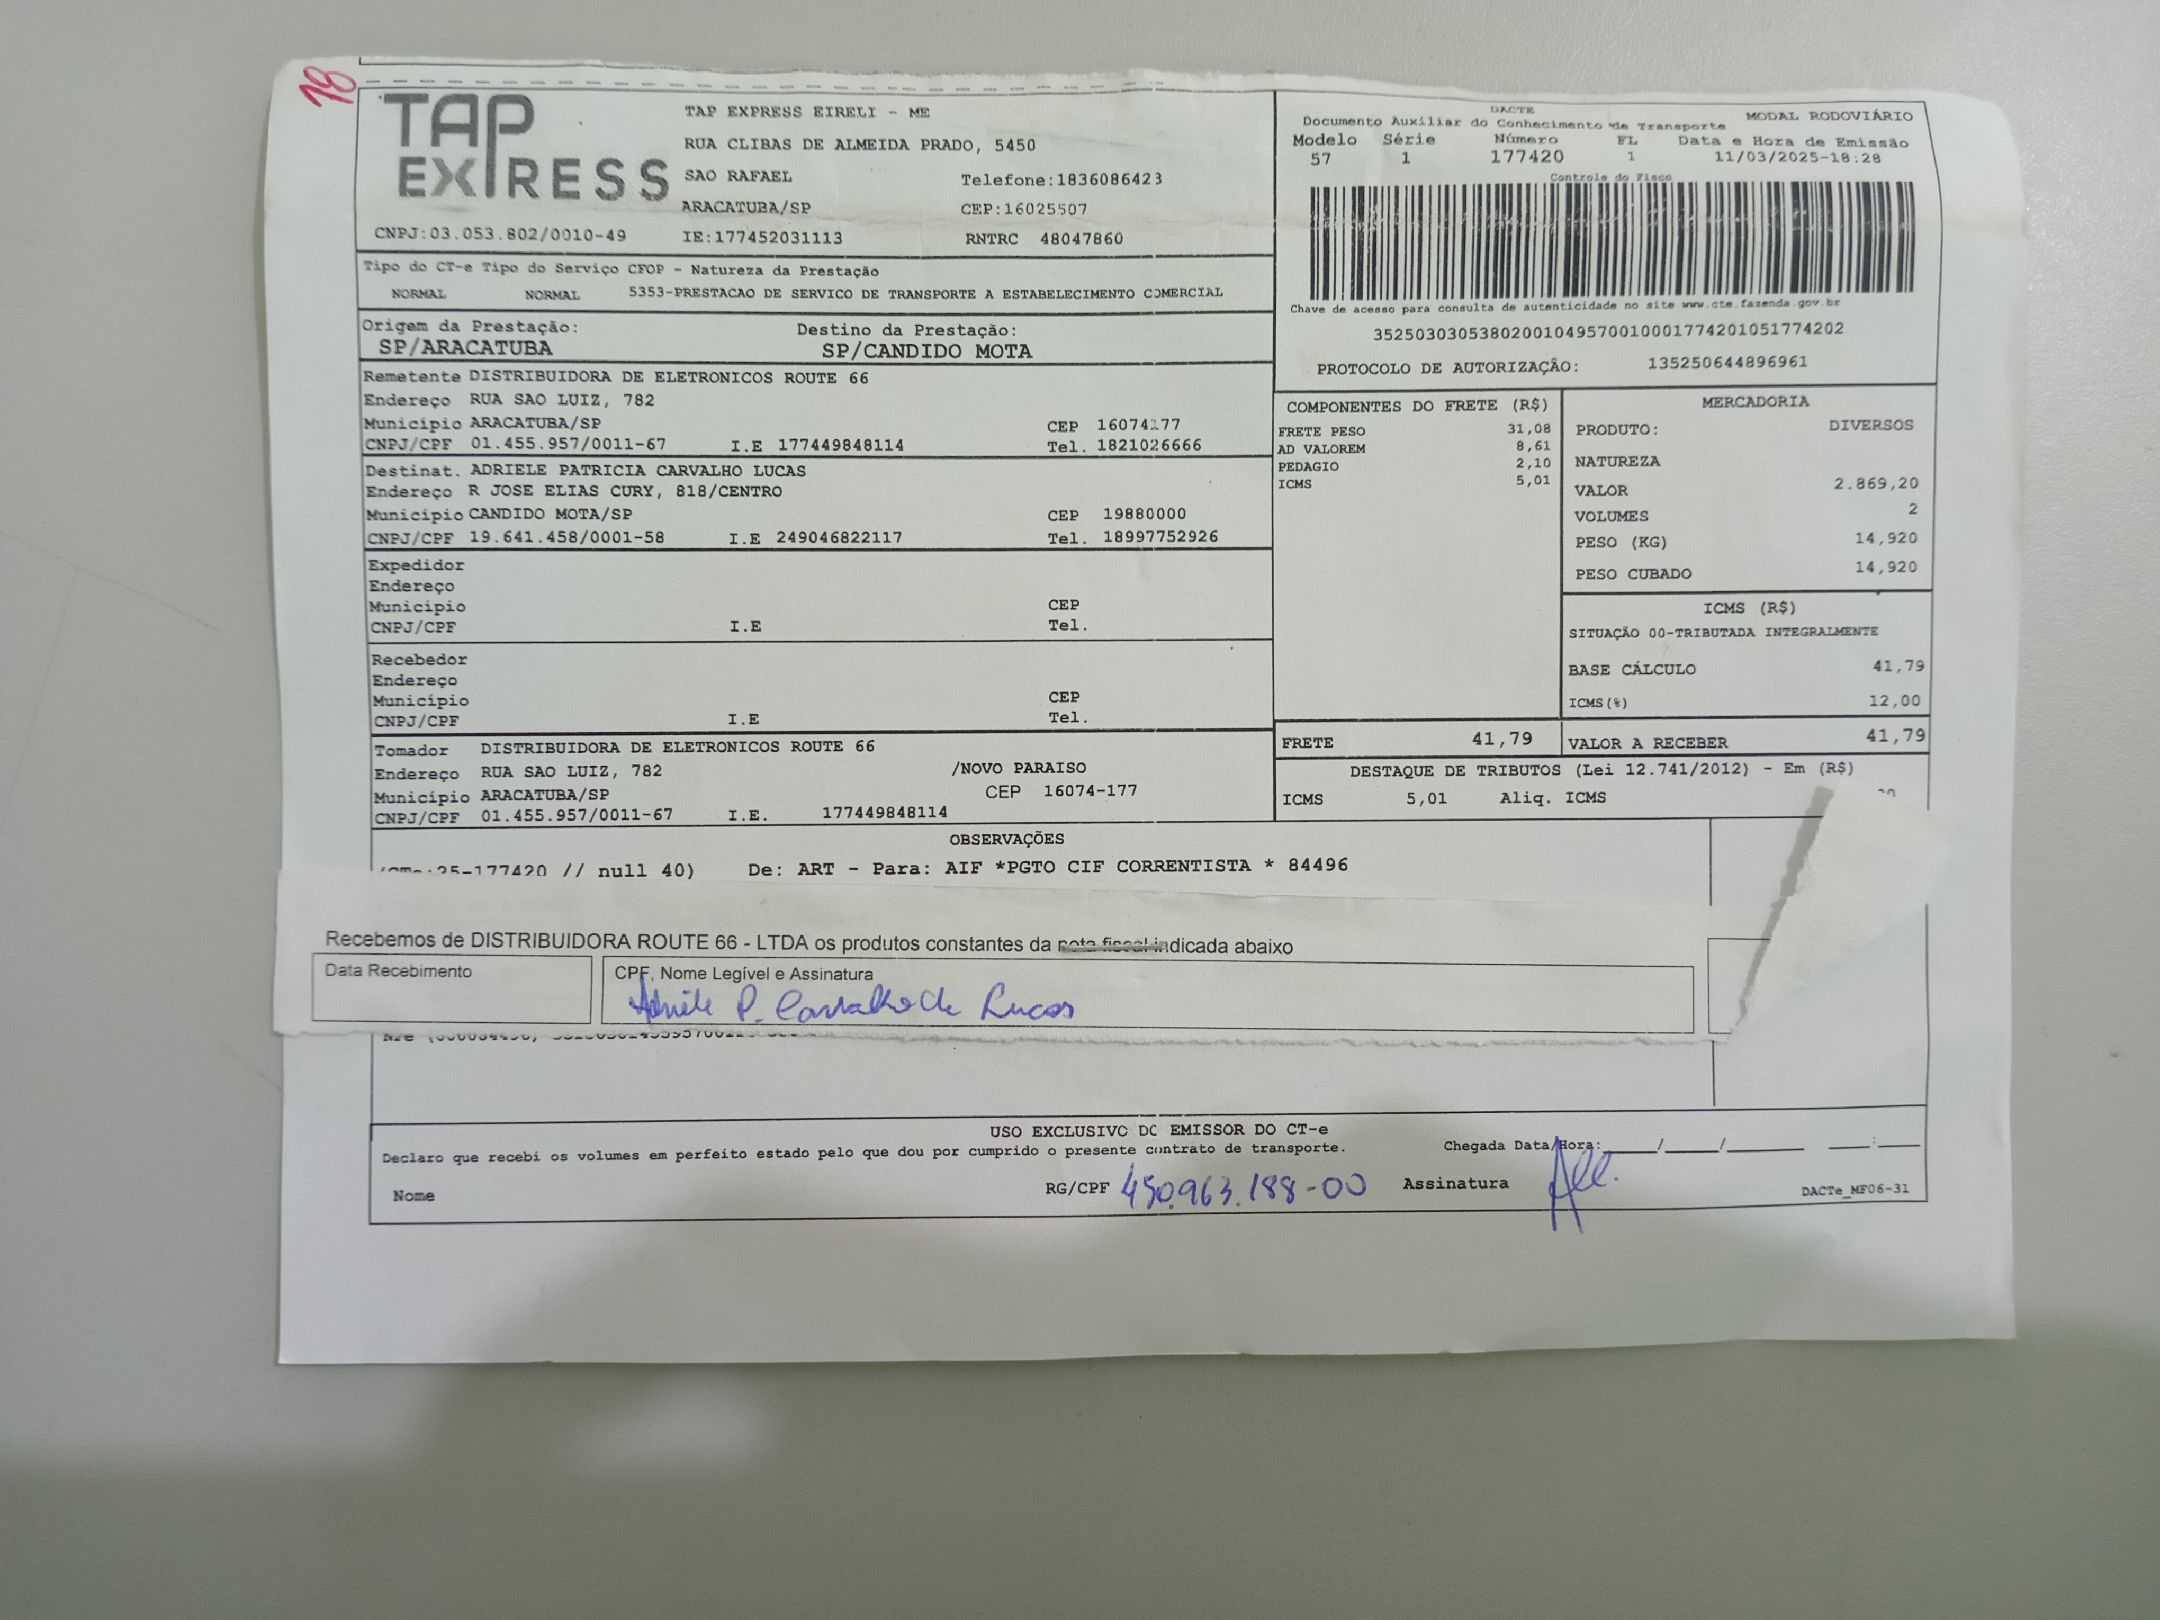 18
TAP EXPRESS
TAP EXPRESS EIRELI - ME
RUA CLIBAS DE ALMEIDA PRADO, 5450
SAO RAFAEL Telefone:1836086423
ARACATUBA/SP CEP:16025507
CNPJ:03.053.802/0010-49 IE:177452031113 RNTRC 48047860
DACTE MODAL RODOVIÁRIO
Documento Auxiliar do Conhecimento de Transporte
Modelo Série Número FL Data e Hora de Emissão
57 1 177420 1 11/03/2025-18:28
Controle do Fisco
Chave de acesso para consulta de autenticidade no site www.cte.fazenda.gov.br
35250303053802001049570010001774201051774202
PROTOCOLO DE AUTORIZAÇÃO: 135250644896961
Tipo do CT-e Tipo do Serviço CFOP - Natureza da Prestação
NORMAL NORMAL 5353-PRESTACAO DE SERVICO DE TRANSPORTE A ESTABELECIMENTO COMERCIAL
Origem da Prestação: Destino da Prestação:
SP/ARACATUBA SP/CANDIDO MOTA
Remetente DISTRIBUIDORA DE ELETRONICOS ROUTE 66
Endereço RUA SAO LUIZ, 782
Município ARACATUBA/SP CEP 16074177
CNPJ/CPF 01.455.957/0011-67 I.E 177449848114 Tel. 1821026666
Destinat. ADRIELE PATRICIA CARVALHO LUCAS
Endereço R JOSE ELIAS CURY, 818/CENTRO
Município CANDIDO MOTA/SP CEP 19880000
CNPJ/CPF 19.641.458/0001-58 I.E 249046822117 Tel. 18997752926
Expedidor
Endereço
Município CEP
CNPJ/CPF I.E Tel.
Recebedor
Endereço
Município CEP
CNPJ/CPF I.E Tel.
Tomador DISTRIBUIDORA DE ELETRONICOS ROUTE 66
Endereço RUA SAO LUIZ, 782 /NOVO PARAISO
Município ARACATUBA/SP CEP 16074-177
CNPJ/CPF 01.455.957/0011-67 I.E. 177449848114
COMPONENTES DO FRETE (R$)
FRETE PESO 31,08
AD VALOREM 8,61
PEDAGIO 2,10
ICMS 5,01
MERCADORIA
PRODUTO: DIVERSOS
NATUREZA
VALOR 2.869,20
VOLUMES 2
PESO (KG) 14,920
PESO CUBADO 14,920
ICMS (R$)
SITUAÇÃO 00-TRIBUTADA INTEGRALMENTE
BASE CÁLCULO 41,79
ICMS(%) 12,00
FRETE 41,79 VALOR A RECEBER 41,79
DESTAQUE DE TRIBUTOS (Lei 12.741/2012) - Em (R$)
ICMS 5,01 Aliq. ICMS
OBSERVAÇÕES
25-177420 // null 40) De: ART - Para: AIF *PGTO CIF CORRENTISTA * 84496
Recebemos de DISTRIBUIDORA ROUTE 66 - LTDA os produtos constantes da nota fiscal indicada abaixo
Data Recebimento CPF, Nome Legível e Assinatura
Adriele P. Carvalho de Lucas
USO EXCLUSIVO DO EMISSOR DO CT-e
Declaro que recebi os volumes em perfeito estado pelo que dou por cumprido o presente contrato de transporte. Chegada Data/Hora: ____/____/______ ____:____
Nome RG/CPF 450.963.188-00 Assinatura
DACTe_MF06-31